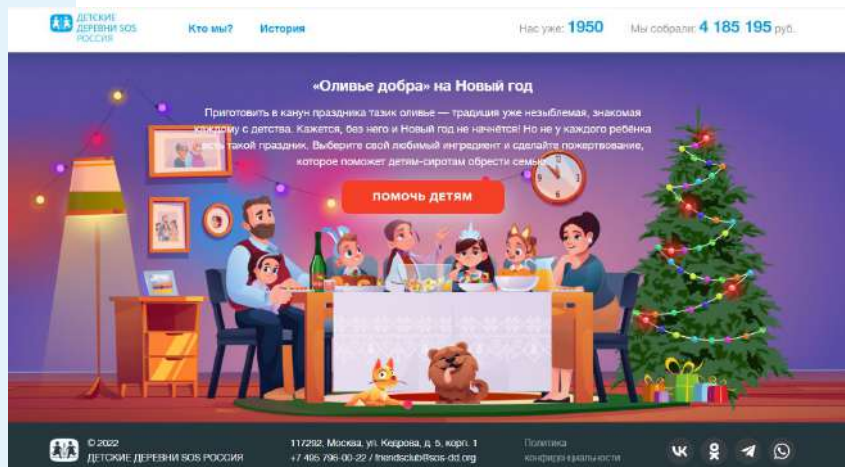 ДЕТСКИЕ
ДЕРЕВНИ SOS
РОССИЯ
Кто мы?
История
Нас уже: 1950
Мы собрали: 4 185 195 руб.
«Оливье добра» на Новый год
Приготовить в канун праздника тазик оливье — традиция уже незыблемая, знакомая
каждому с детства. Кажется, без него и Новый год не начнётся! Но не у каждого ребёнка
есть такой праздник. Выберите свой любимый ингредиент и сделайте пожертвование,
которое поможет детям-сиротам обрести семью.
ПОМОЧЬ ДЕТЯМ
© 2022
ДЕТСКИЕ ДЕРЕВНИ SOS РОССИЯ
117292, Москва, ул. Кедрова, д. 5, корп. 1
+7 495 796-00-22 / friendsclub@sos-dd.org
Политика
конфиденциальности